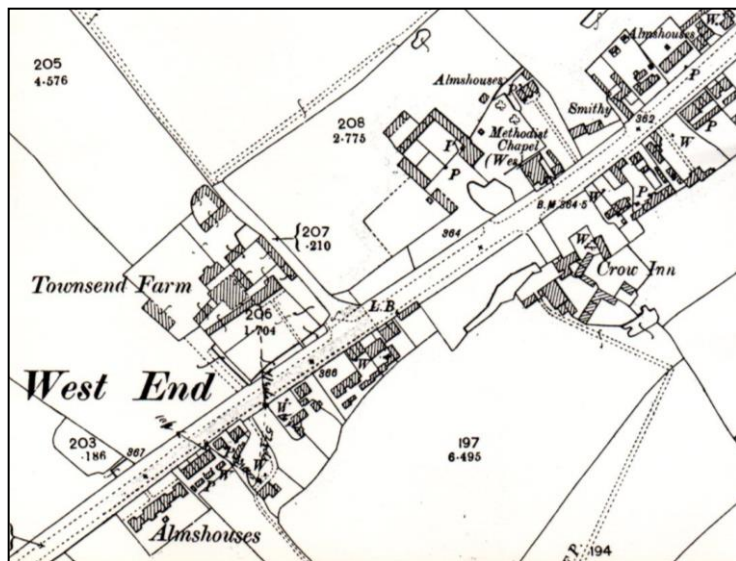 Almshouses
W.
205
4·576
Almshouses
P
P
Smithy
208
2·775
362
Methodist
Chapel
(Wes.)
I
P
P
W
W
P
B.M. 364·5
364
W
207
·210
Townsend Farm
Crow Inn
206
1·704
L.B.
West End
366
W
W
203
·186
367
197
6·495
W
P
Almshouses
F.P.
194